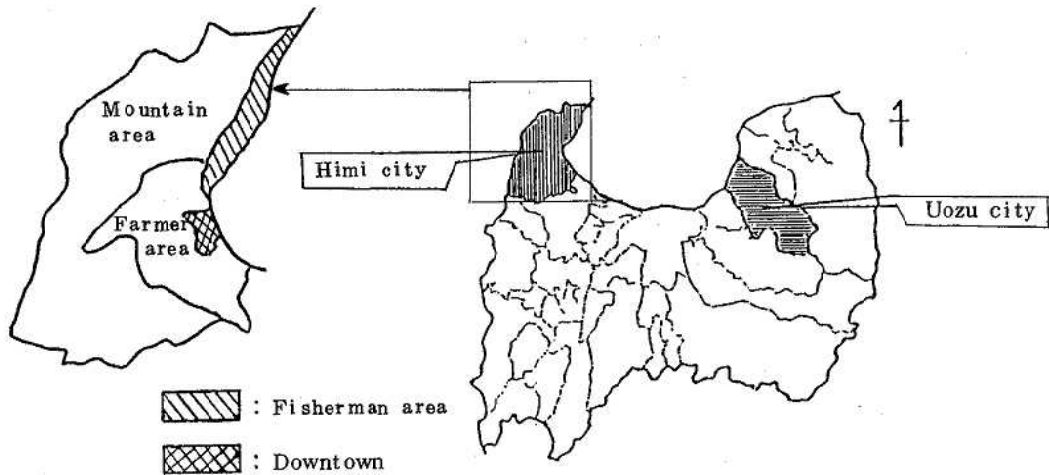 Mountain
area
Himi city
Farmer
area
Uozu city
: Fisherman area
: Downtown